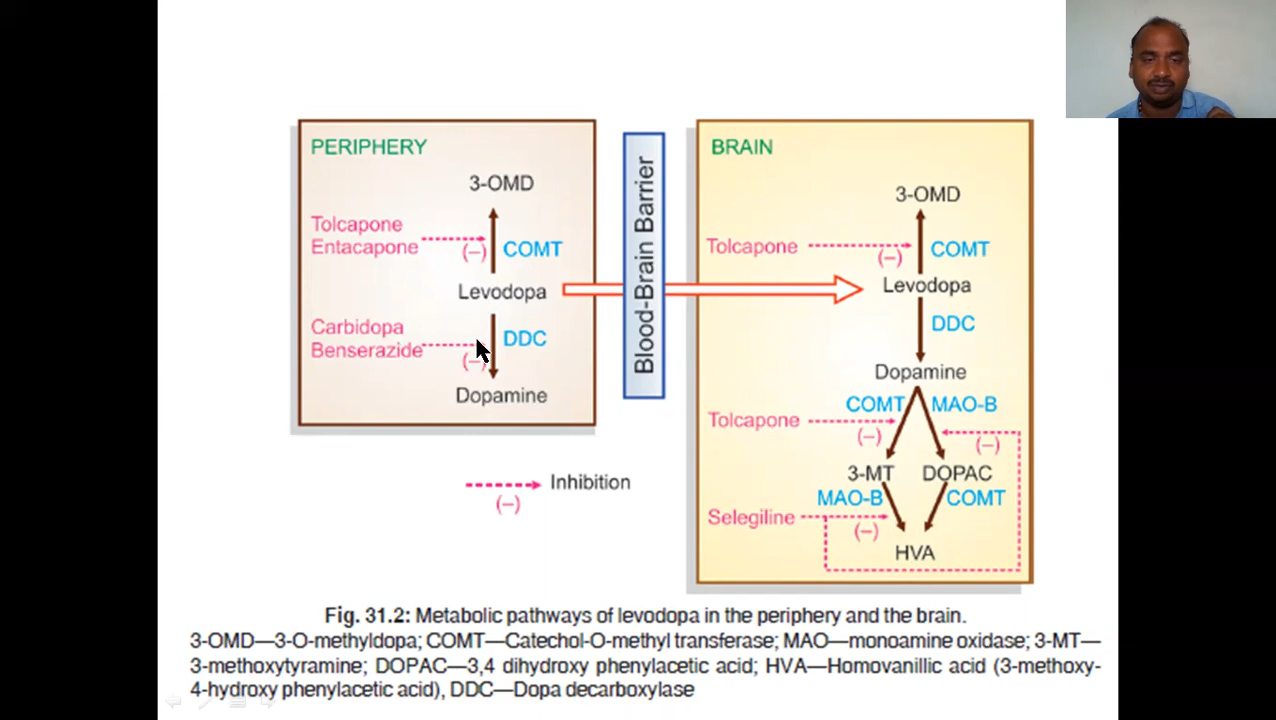 PERIPHERY
3-OMD
Tolcapone
Entacapone
(–)
COMT
Levodopa
Carbidopa
Benserazide
(–)
DDC
Dopamine
Blood-Brain Barrier
BRAIN
3-OMD
Tolcapone
(–)
COMT
Levodopa
DDC
Dopamine
COMT
MAO-B
Tolcapone
(–)
(–)
3-MT
DOPAC
MAO-B
COMT
Selegiline
(–)
HVA
Inhibition
(–)
Fig. 31.2: Metabolic pathways of levodopa in the periphery and the brain.
3-OMD—3-O-methyldopa; COMT—Catechol-O-methyl transferase; MAO—monoamine oxidase; 3-MT—
3-methoxytyramine; DOPAC—3,4 dihydroxy phenylacetic acid; HVA—Homovanillic acid (3-methoxy-
4-hydroxy phenylacetic acid), DDC—Dopa decarboxylase